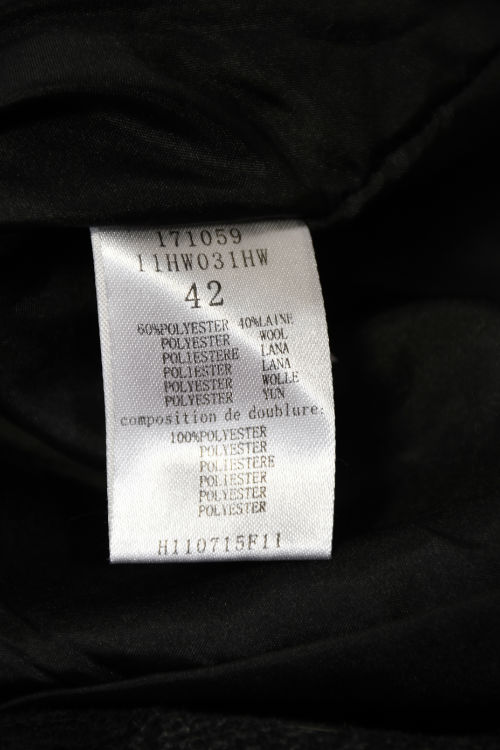 171059
11HW031HW
42
60%POLYESTER 40%LAINE
POLYESTER WOOL
POLIESTERE LANA
POLIESTER LANA
POLYESTER WOLLE
POLYESTER YUN
composition de doublure:
100%POLYESTER
POLYESTER
POLIESTERE
POLIESTER
POLYESTER
POLYESTER
H110715F11